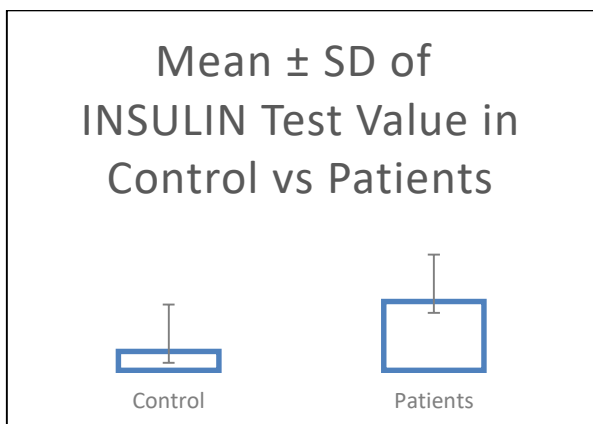 Mean ± SD of
INSULIN Test Value in
Control vs Patients
Control
Patients